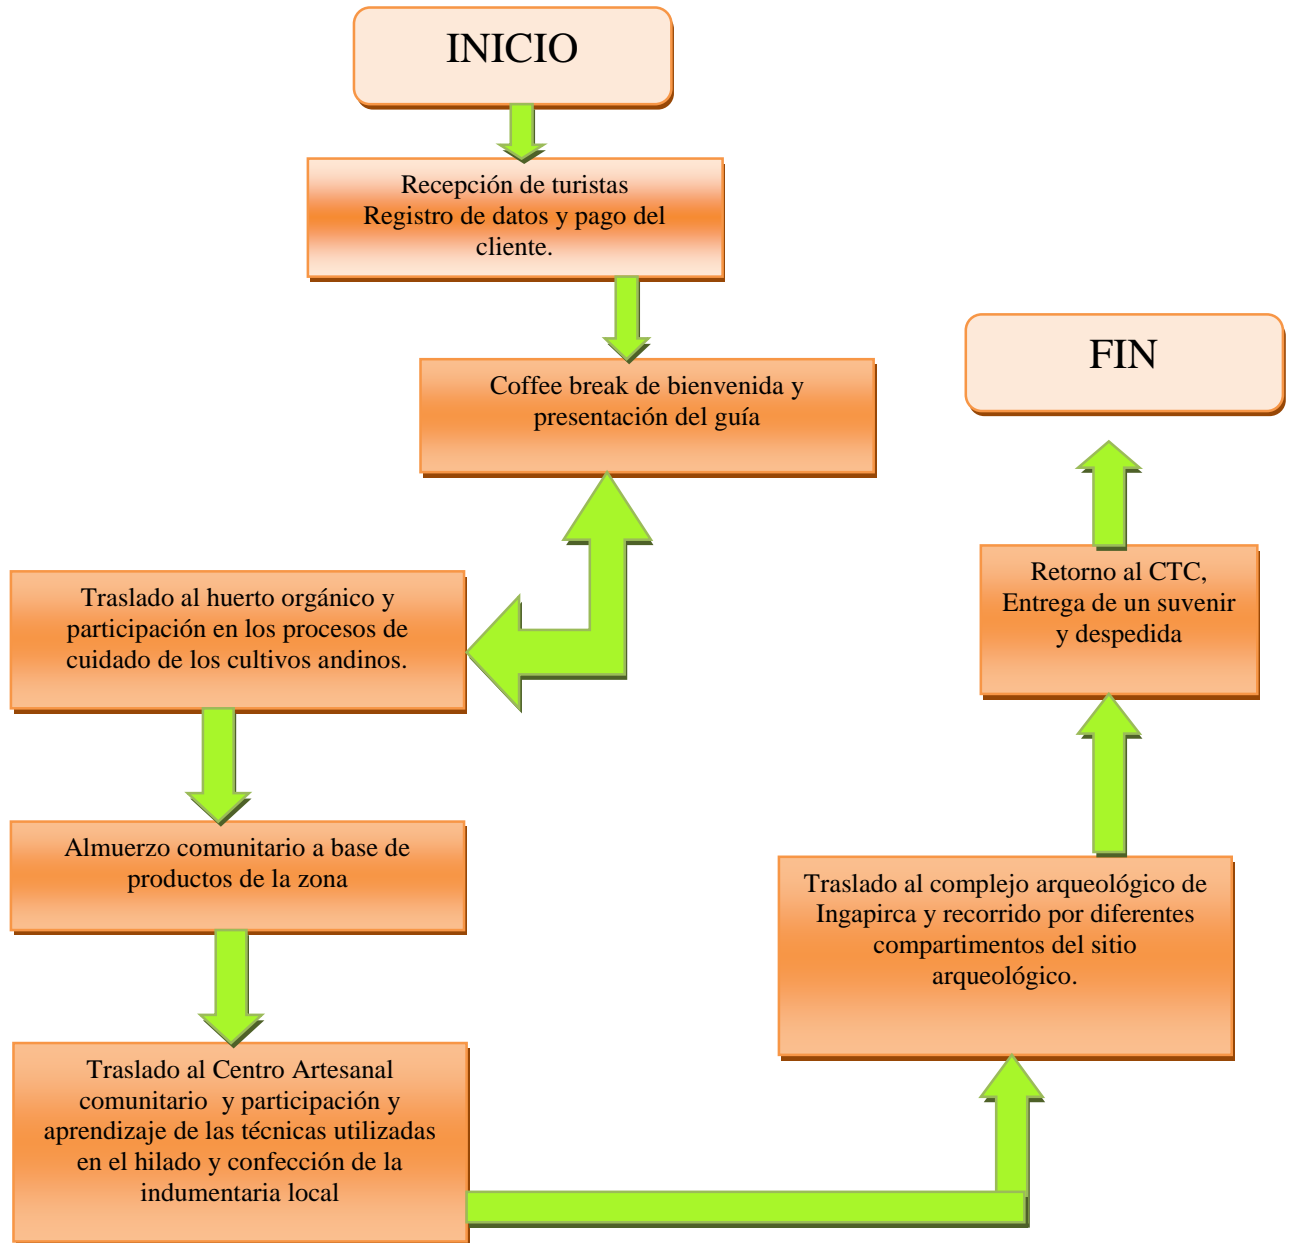 INICIO
Recepción de turistas
Registro de datos y pago del
cliente.
Coffee break de bienvenida y
presentación del guía
Traslado al huerto orgánico y
participación en los procesos de
cuidado de los cultivos andinos.
Almuerzo comunitario a base de
productos de la zona
Traslado al Centro Artesanal
comunitario y participación y
aprendizaje de las técnicas utilizadas
en el hilado y confección de la
indumentaria local
Traslado al complejo arqueológico de
Ingapirca y recorrido por diferentes
compartimentos del sitio
arqueológico.
Retorno al CTC,
Entrega de un suvenir
y despedida
FIN